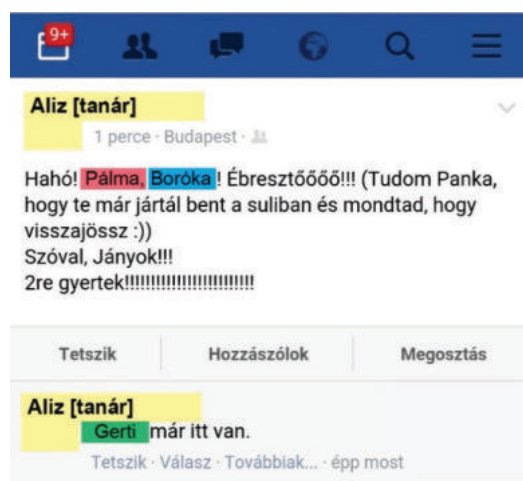 9+
Aliz [tanár]
1 perce · Budapest ·
Hahó! Pálma, Boróka! Ébresztőőőő!!! (Tudom Panka,
hogy te már jártál bent a suliban és mondtad, hogy
visszajössz :))
Szóval, Jányok!!!
2re gyertek!!!!!!!!!!!!!!!!!!!!!!!!!!
Tetszik Hozzászólok Megosztás
Aliz [tanár]
Gerti már itt van.
Tetszik · Válasz · Továbbiak... · épp most